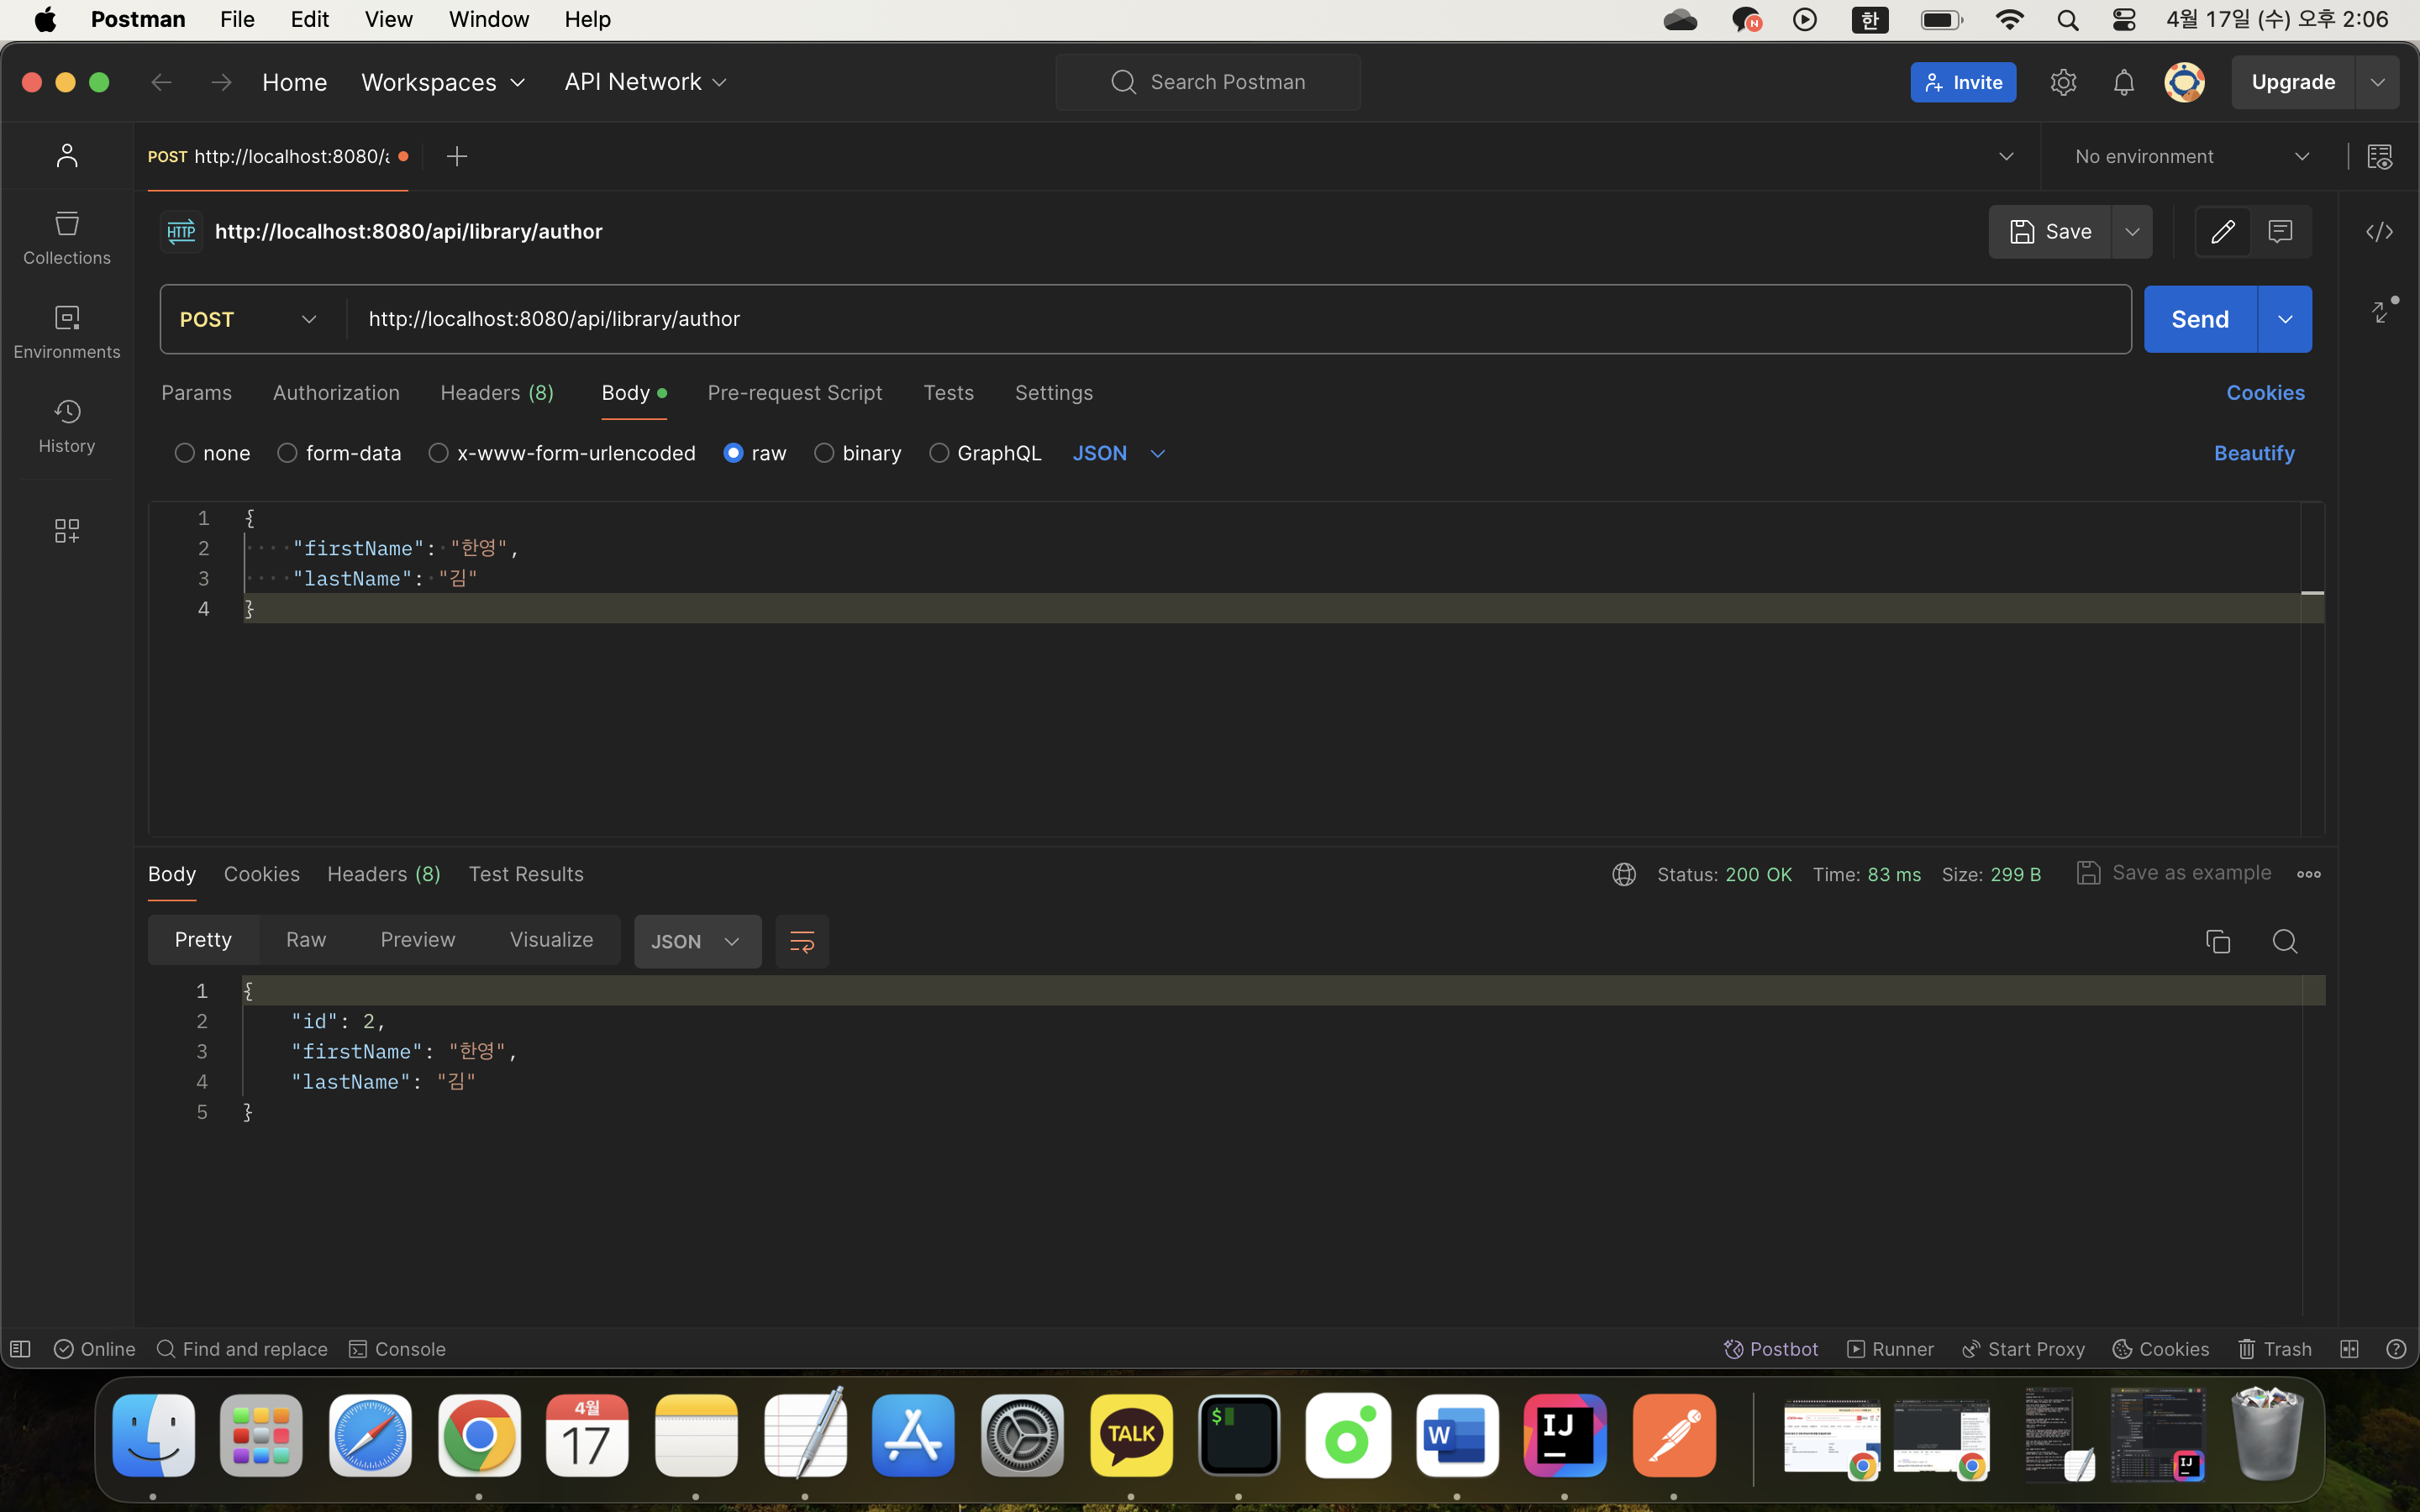 Postman File Edit View Window Help 한 4월 17일 (수) 오후 2:06
Home Workspaces API Network Search Postman Invite Upgrade
POST http://localhost:8080/a No environment
HTTP http://localhost:8080/api/library/author Save
Collections
POST http://localhost:8080/api/library/author Send
Environments
Params Authorization Headers (8) Body Pre-request Script Tests Settings Cookies
History
none form-data x-www-form-urlencoded raw binary GraphQL JSON Beautify
1 {
2 "firstName": "한영",
3 "lastName": "김"
4 }
Body Cookies Headers (8) Test Results Status: 200 OK Time: 83 ms Size: 299 B Save as example
Pretty Raw Preview Visualize JSON
1 {
2 "id": 2,
3 "firstName": "한영",
4 "lastName": "김"
5 }
Online Find and replace Console Postbot Runner Start Proxy Cookies Trash
4월
17 TALK $ W IJ IJ